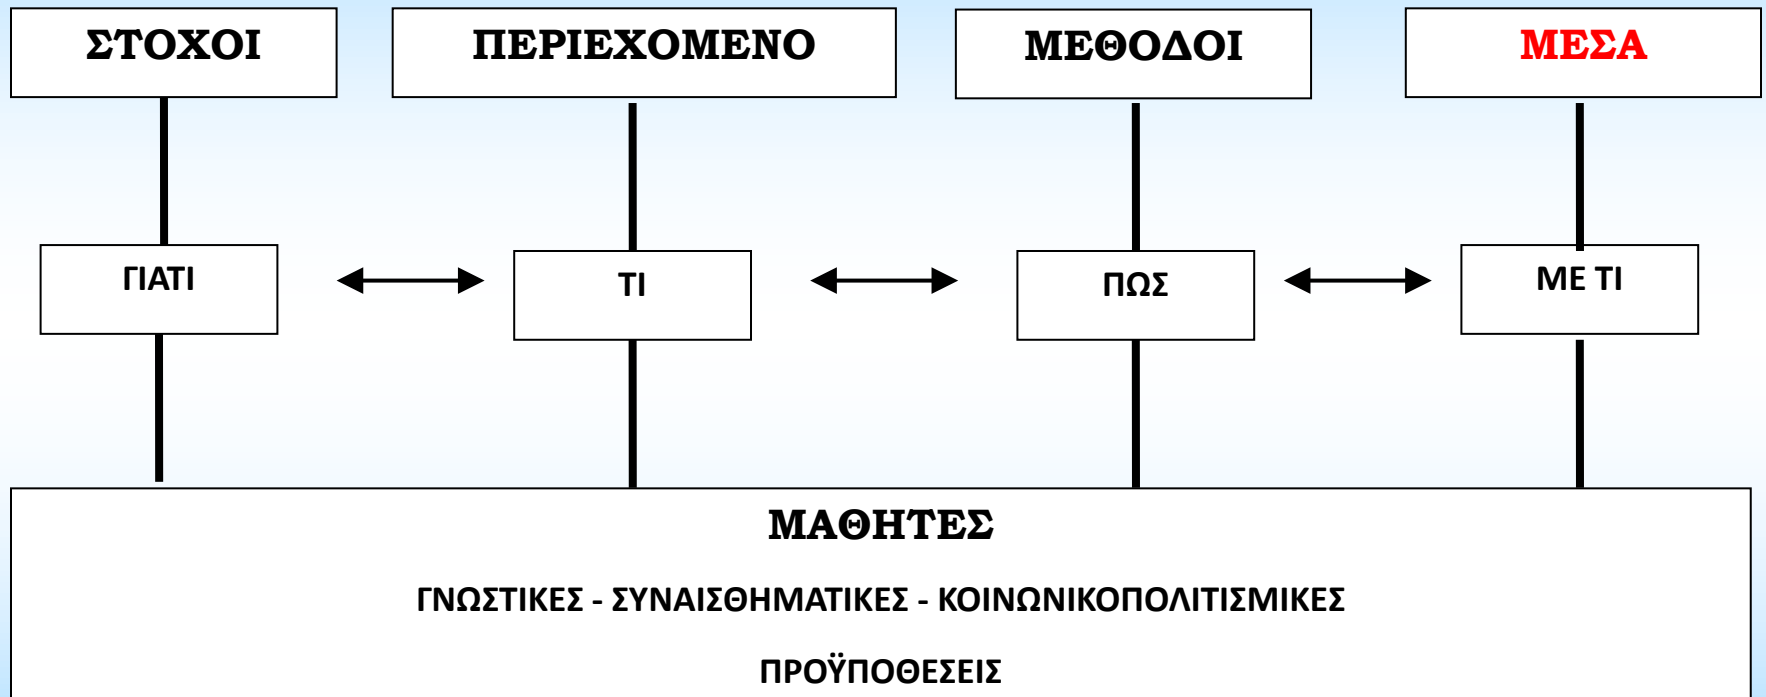 ΣΤΟΧΟΙ
ΠΕΡΙΕΧΟΜΕΝΟ
ΜΕΘΟΔΟΙ
ΜΕΣΑ
ΓΙΑΤΙ
ΤΙ
ΠΩΣ
ΜΕ ΤΙ
ΜΑΘΗΤΕΣ
ΓΝΩΣΤΙΚΕΣ - ΣΥΝΑΙΣΘΗΜΑΤΙΚΕΣ - ΚΟΙΝΩΝΙΚΟΠΟΛΙΤΙΣΜΙΚΕΣ
ΠΡΟΫΠΟΘΕΣΕΙΣ